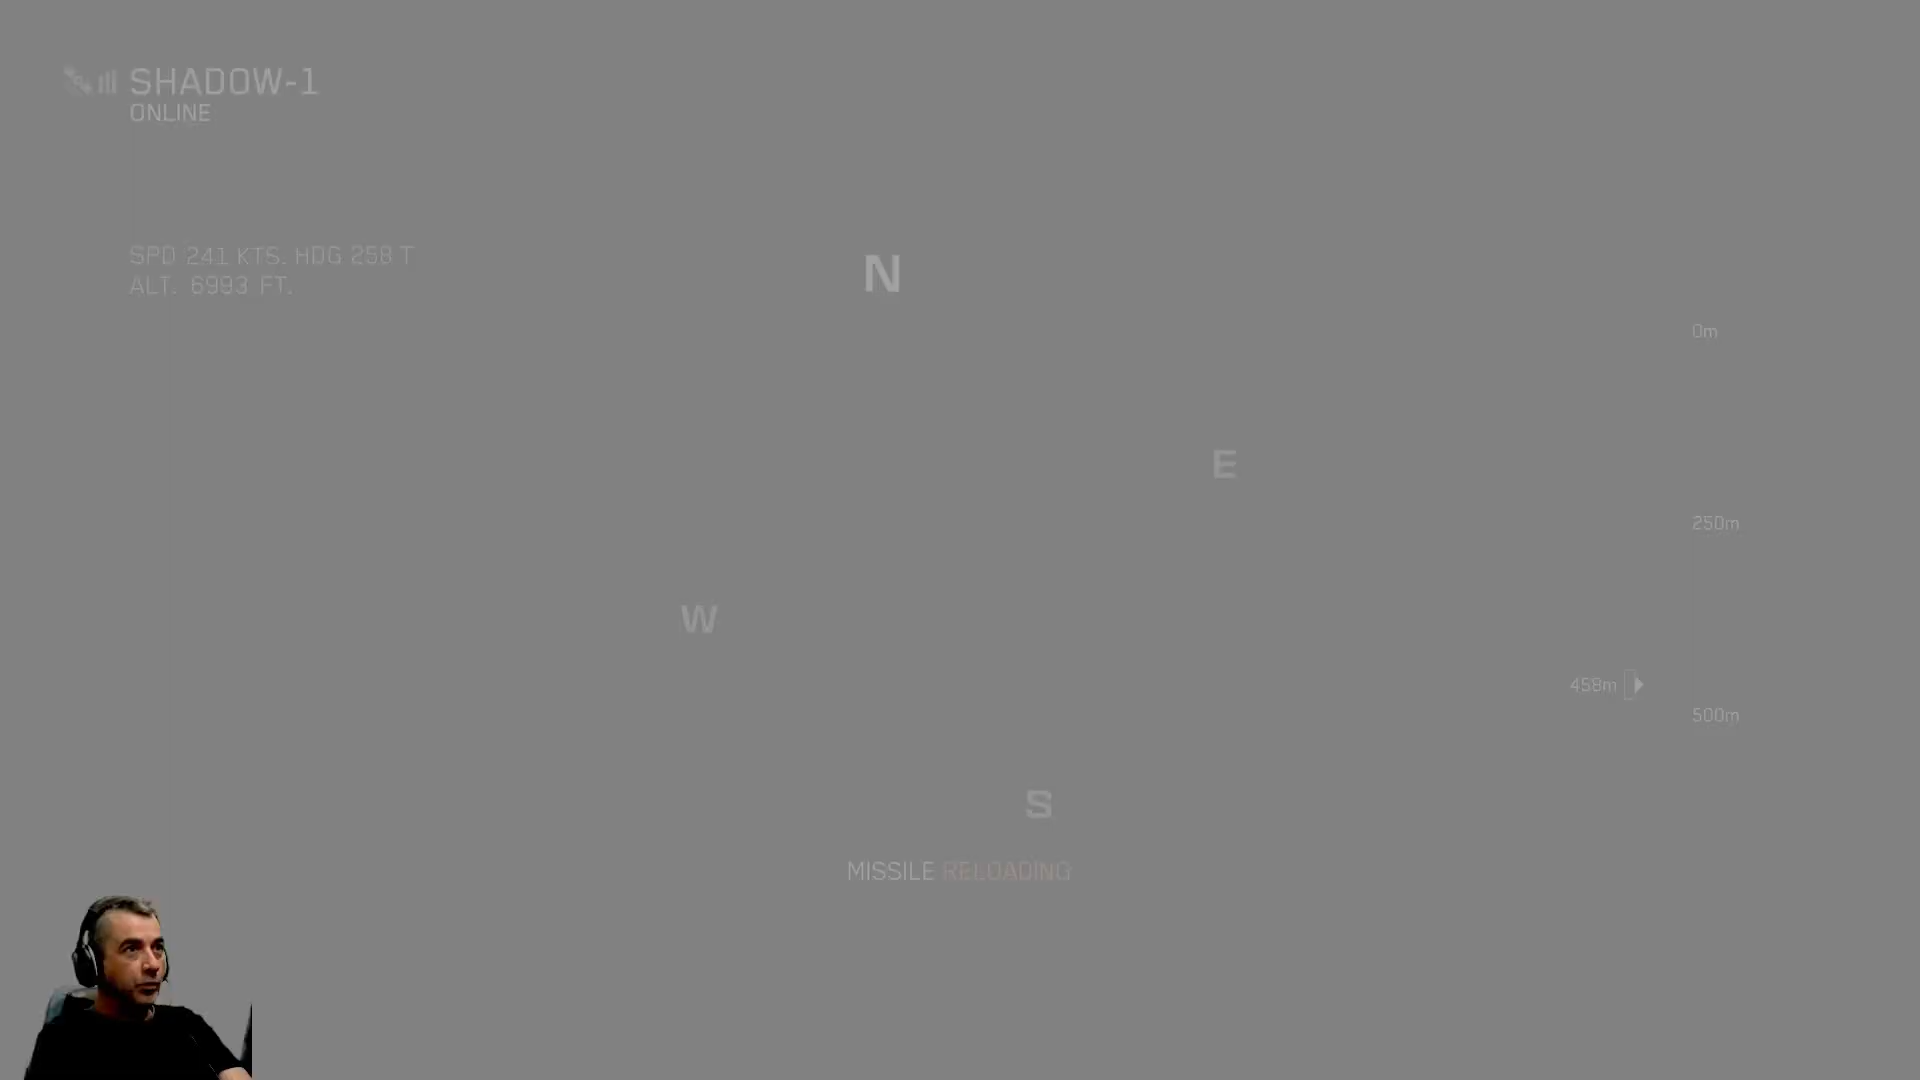 SHADOW-1
ONLINE
SPD 241 KTS. HDG 258 T
ALT. 6993 FT.
N
0m
E
250m
W
458m
500m
S
MISSILE RELOADING